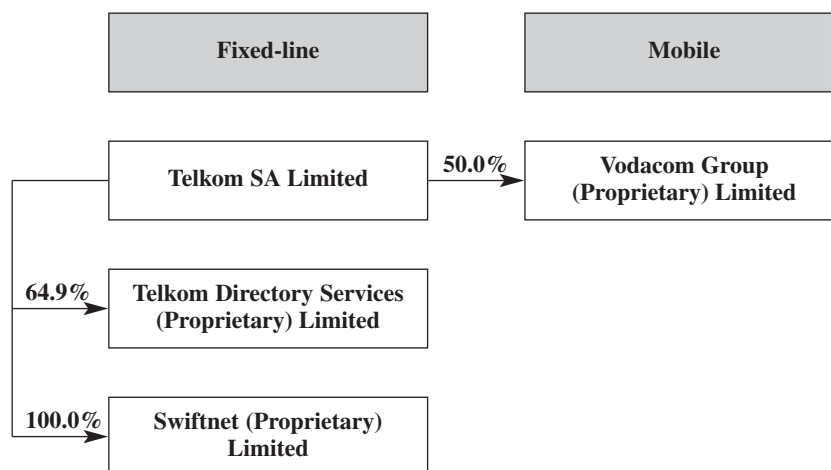 Fixed-line
Mobile
Telkom SA Limited
50.0%
Vodacom Group
(Proprietary) Limited
64.9%
Telkom Directory Services
(Proprietary) Limited
100.0%
Swiftnet (Proprietary)
Limited